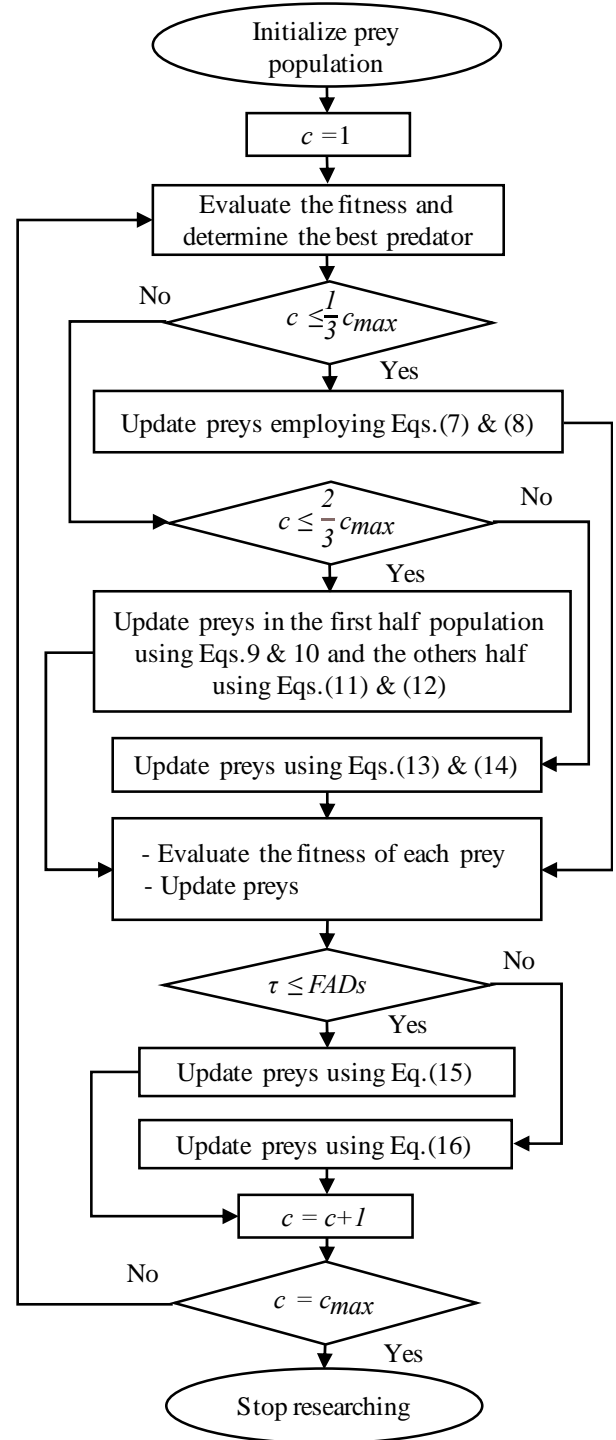 Initialize prey
population
c =1
Evaluate the fitness and
determine the best predator
No
c ≤ 1/3 c max
Yes
Update preys employing Eqs.(7) & (8)
No
c ≤ 2/3 c max
Yes
Update preys in the first half population
using Eqs.9 & 10 and the others half
using Eqs.(11) & (12)
Update preys using Eqs.(13) & (14)
- Evaluate the fitness of each prey
- Update preys
No
τ ≤ FADs
Yes
Update preys using Eq.(15)
Update preys using Eq.(16)
c = c+1
No
c = c max
Yes
Stop researching